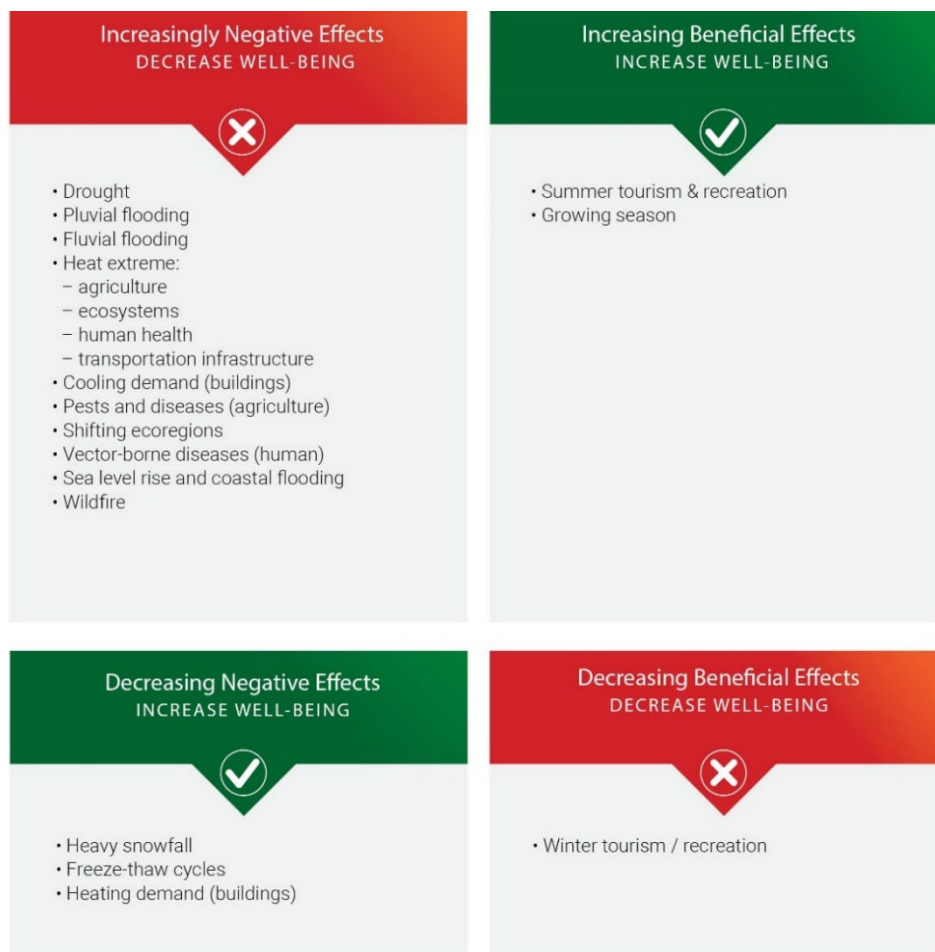 Increasingly Negative Effects
DECREASE WELL-BEING
• Drought
• Pluvial flooding
• Fluvial flooding
• Heat extreme:
– agriculture
– ecosystems
– human health
– transportation infrastructure
• Cooling demand (buildings)
• Pests and diseases (agriculture)
• Shifting ecoregions
• Vector-borne diseases (human)
• Sea level rise and coastal flooding
• Wildfire
Increasing Beneficial Effects
INCREASE WELL-BEING
• Summer tourism & recreation
• Growing season
Decreasing Negative Effects
INCREASE WELL-BEING
• Heavy snowfall
• Freeze-thaw cycles
• Heating demand (buildings)
Decreasing Beneficial Effects
DECREASE WELL-BEING
• Winter tourism / recreation